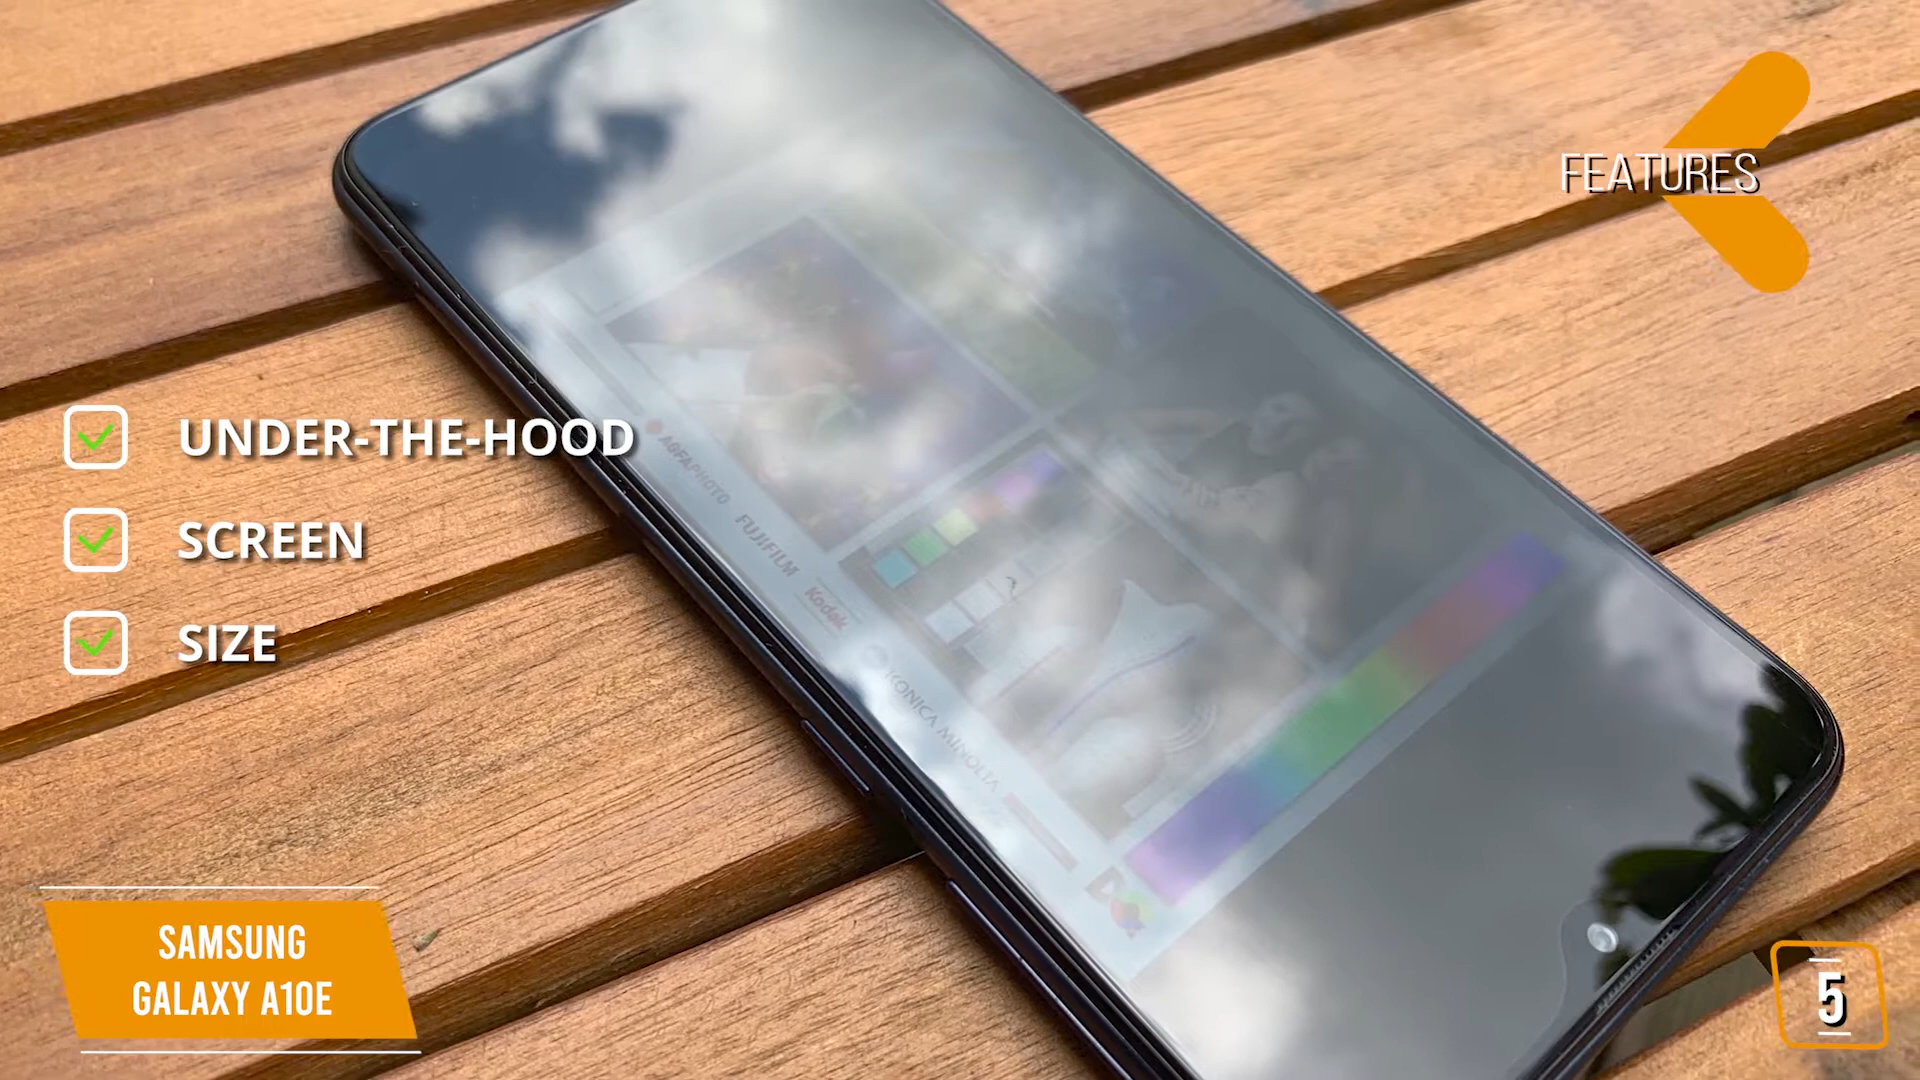 FEATURES
UNDER-THE-HOOD
SCREEN
SIZE
AGFAPHOTO
FUJIFILM
Kodak
KONICA MINOLTA
SAMSUNG
GALAXY A10E
5